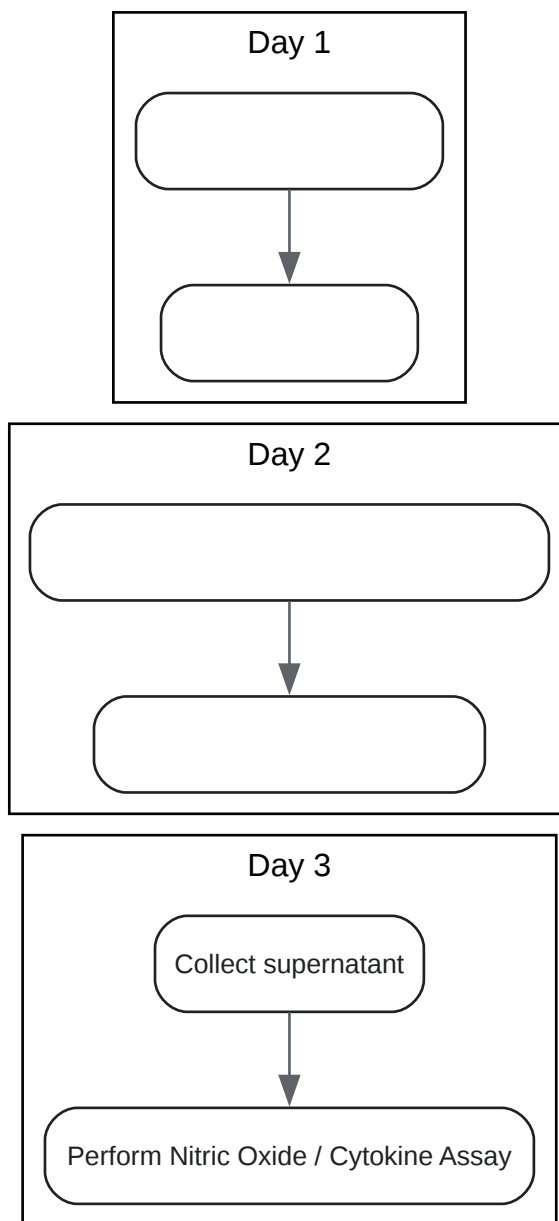 Day 1
Day 2
Day 3
Collect supernatant
Perform Nitric Oxide / Cytokine Assay